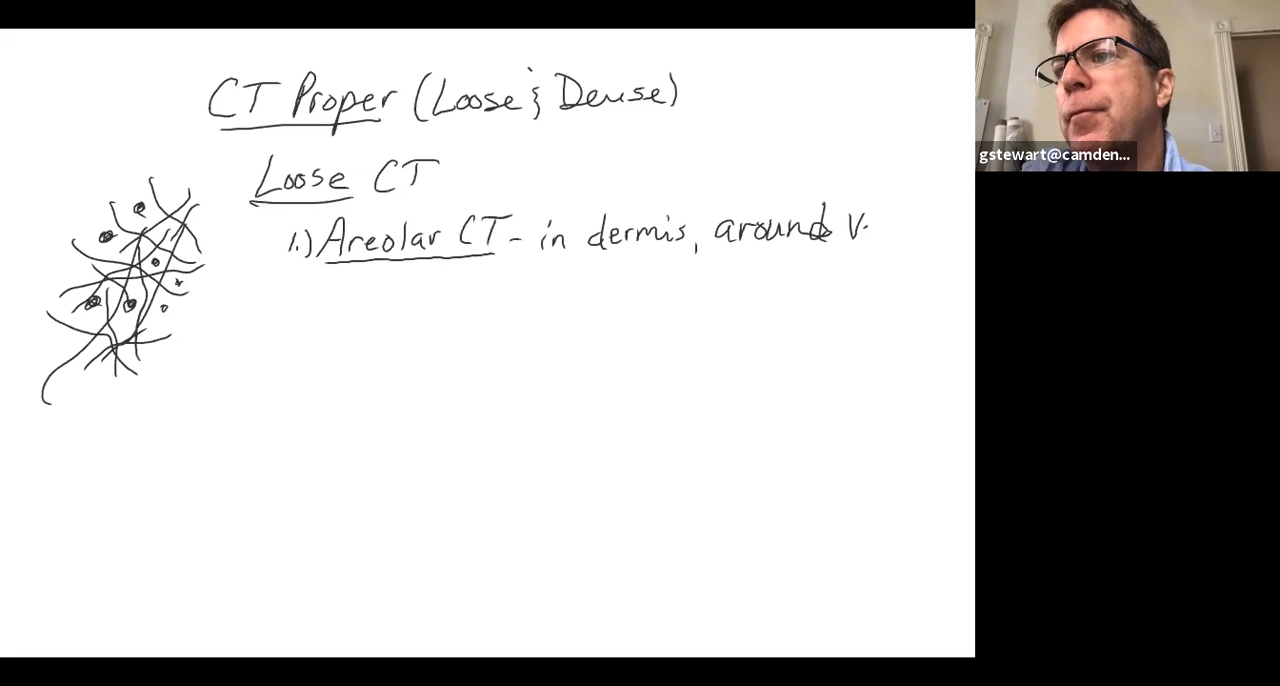 CT Proper (Loose & Dense)
Loose CT
1.) Areolar CT - in dermis, around v
gstewart@camden...